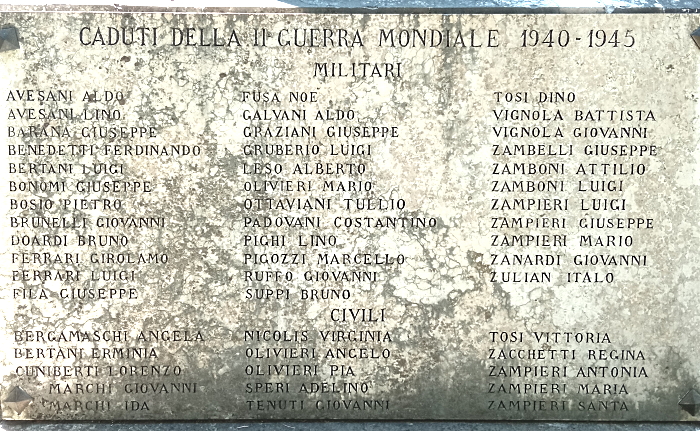 CADUTI DELLA IIª GUERRA MONDIALE 1940-1945
MILITARI
AVESANI ALDO
AVESANI LINO
BARANA GIUSEPPE
BENEDETTI FERDINANDO
BERTANI LUIGI
BONOMI GIUSEPPE
BOSIO PIETRO
BRUNELLI GIOVANNI
DOARDI BRUNO
FERRARI GIROLAMO
FERRARI LUIGI
FILA GIUSEPPE
FUSA NOE
GALVANI ALDO
GRAZIANI GIUSEPPE
GRUBERIO LUIGI
LESO ALBERTO
OLIVIERI MARIO
OTTAVIANI TULLIO
PADOVANI COSTANTINO
PIGHI LINO
PIGOZZI MARCELLO
RUFFO GIOVANNI
SUPPI BRUNO
TOSI DINO
VIGNOLA BATTISTA
VIGNOLA GIOVANNI
ZAMBELLI GIUSEPPE
ZAMBONI ATTILIO
ZAMBONI LUIGI
ZAMPIERI LUIGI
ZAMPIERI GIUSEPPE
ZAMPIERI MARIO
ZANARDI GIOVANNI
ZULIAN ITALO
CIVILI
BERGAMASCHI ANGELA
BERTANI ERMINIA
CUNIBERTI LORENZO
MARCHI GIOVANNI
MARCHI IDA
NICOLIS VIRGINIA
OLIVIERI ANGELO
OLIVIERI PIA
SPERI ADELINO
TENUTI GIOVANNI
TOSI VITTORIA
ZACCHETTI REGINA
ZAMPIERI ANTONIA
ZAMPIERI MARIA
ZAMPIERI SANTA